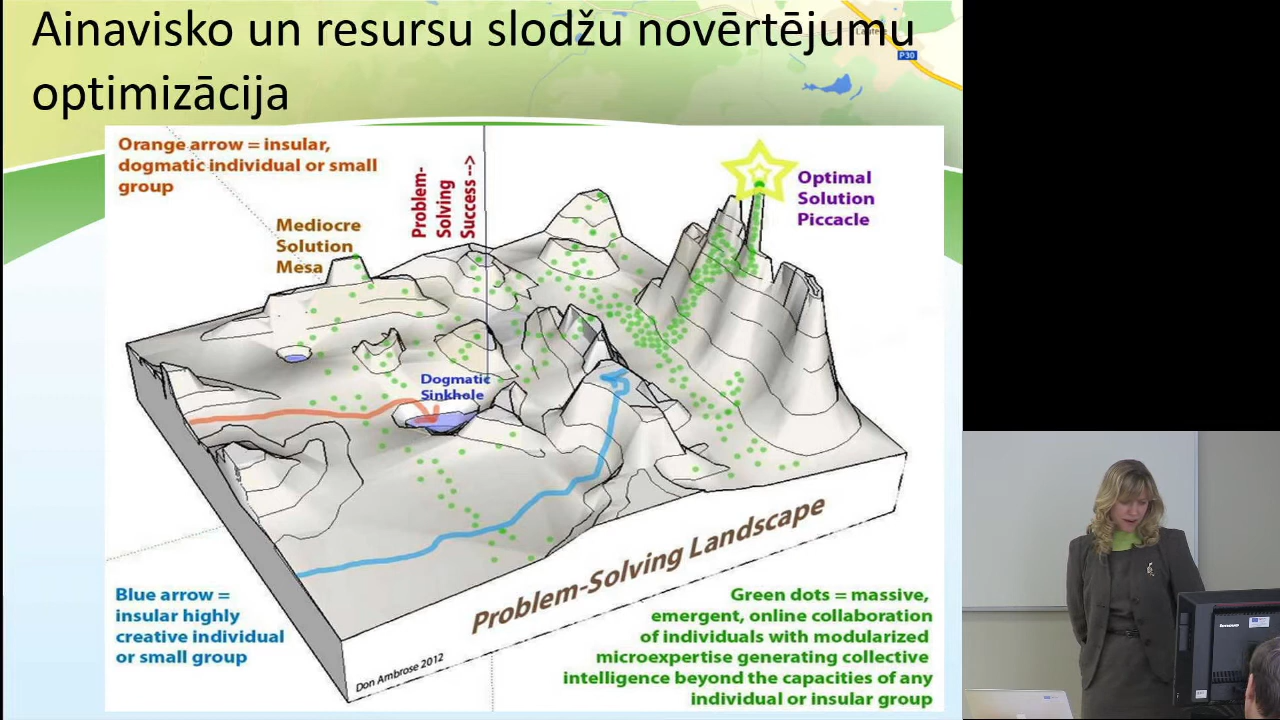 Ainavisko un resursu slodžu novērtējumu
optimizācija
P30
Orange arrow = insular,
dogmatic individual or small
group
Mediocre
Solution
Mesa
Problem-
Solving
Success -->
Optimal
Solution
Piccacle
Dogmatic
Sinkhole
Problem-Solving Landscape
Don Ambrose 2012
Blue arrow =
insular highly
creative individual
or small group
Green dots = massive,
emergent, online collaboration
of individuals with modularized
microexpertise generating collective
intelligence beyond the capacities of any
individual or insular group
lenovo